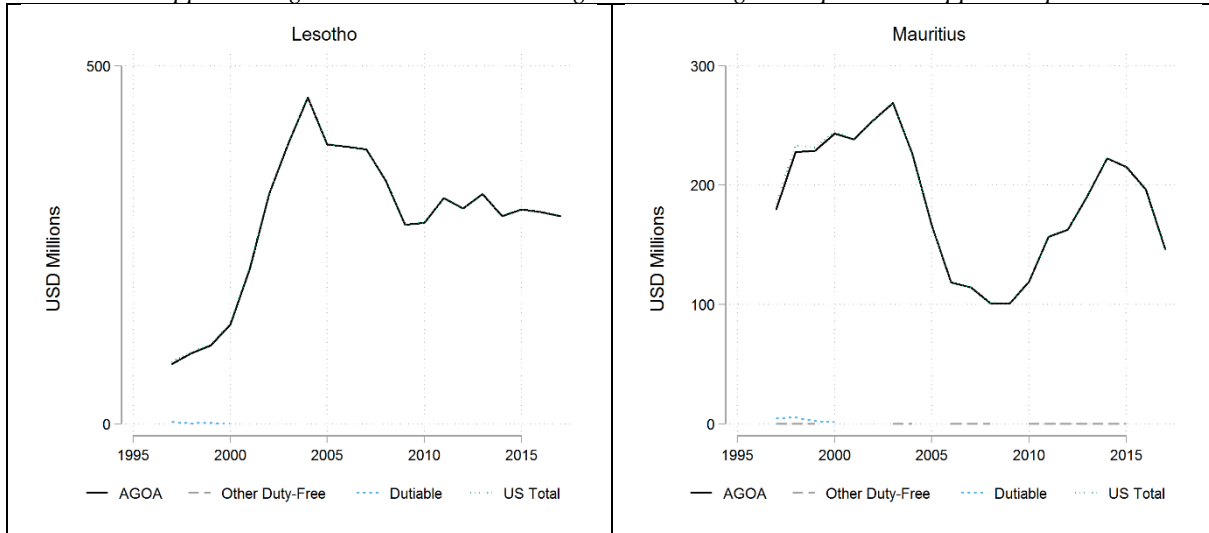 Lesotho
500
0
USD Millions
1995 2000 2005 2010 2015
AGOA Other Duty-Free Dutiable US Total
Mauritius
300
200
100
0
USD Millions
1995 2000 2005 2010 2015
AGOA Other Duty-Free Dutiable US Total